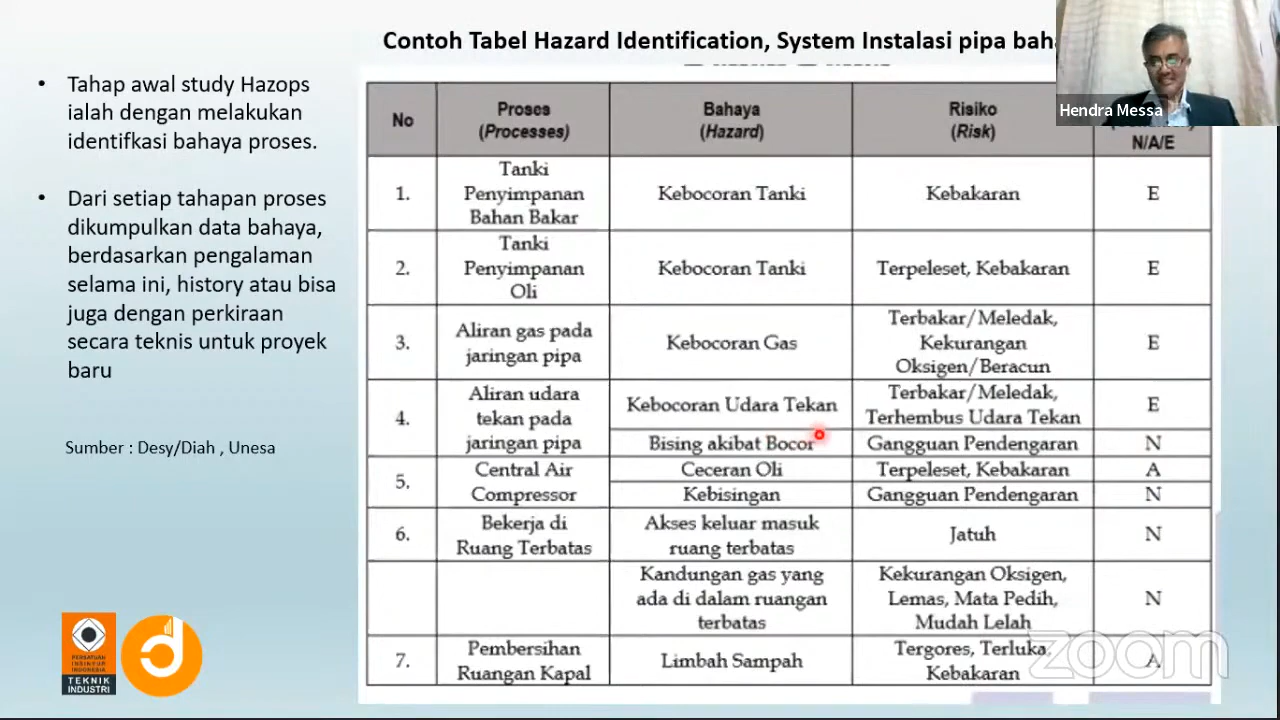 Contoh Tabel Hazard Identification, System Instalasi pipa
Hendra Messa
• Tahap awal study Hazops
ialah dengan melakukan
identifkasi bahaya proses.
• Dari setiap tahapan proses
dikumpulkan data bahaya,
berdasarkan pengalaman
selama ini, history atau bisa
juga dengan perkiraan
secara teknis untuk proyek
baru
Sumber : Desy/Diah , Unesa
No
Proses
(Processes)
Bahaya
(Hazard)
Risiko
(Risk)
N/A/E
1.
Tanki
Penyimpanan
Bahan Bakar
Kebocoran Tanki
Kebakaran
E
2.
Tanki
Penyimpanan
Oli
Kebocoran Tanki
Terpeleset, Kebakaran
E
3.
Aliran gas pada
jaringan pipa
Kebocoran Gas
Terbakar/Meledak,
Kekurangan
Oksigen/Beracun
E
4.
Aliran udara
tekan pada
jaringan pipa
Kebocoran Udara Tekan
Terbakar/Meledak,
Terhembus Udara Tekan
E
Bising akibat Bocor
Gangguan Pendengaran
N
5.
Central Air
Compressor
Ceceran Oli
Terpeleset, Kebakaran
A
Kebisingan
Gangguan Pendengaran
N
6.
Bekerja di
Ruang Terbatas
Akses keluar masuk
ruang terbatas
Jatuh
N
Kandungan gas yang
ada di dalam ruangan
terbatas
Kekurangan Oksigen,
Lemas, Mata Pedih,
Mudah Lelah
N
7.
Pembersihan
Ruangan Kapal
Limbah Sampah
Tergores, Terluka,
Kebakaran
A
PERSATUAN
INSINYUR
INDONESIA
TEKNIK
INDUSTRI
zoom